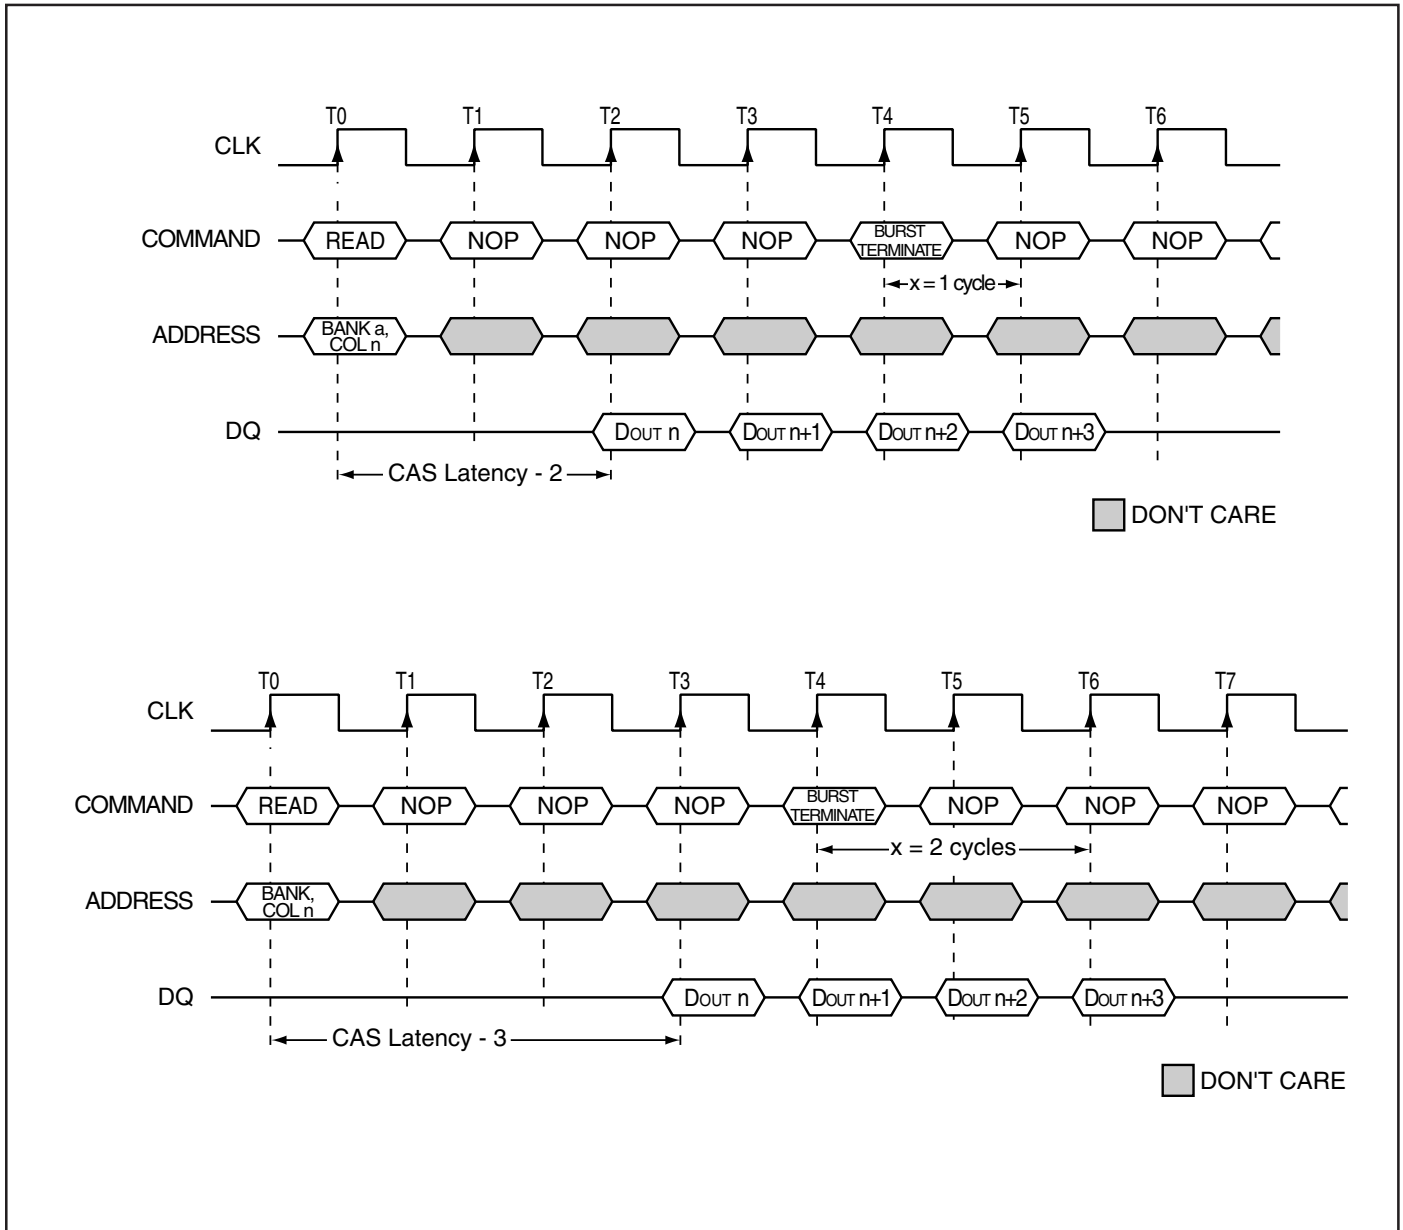 T0 T1 T2 T3 T4 T5 T6
CLK
COMMAND READ NOP NOP NOP BURST TERMINATE NOP NOP
x = 1 cycle
ADDRESS BANK a, COL n
DQ DOUT n DOUT n+1 DOUT n+2 DOUT n+3
CAS Latency - 2
DON'T CARE
T0 T1 T2 T3 T4 T5 T6 T7
CLK
COMMAND READ NOP NOP NOP BURST TERMINATE NOP NOP NOP
x = 2 cycles
ADDRESS BANK, COL n
DQ DOUT n DOUT n+1 DOUT n+2 DOUT n+3
CAS Latency - 3
DON'T CARE